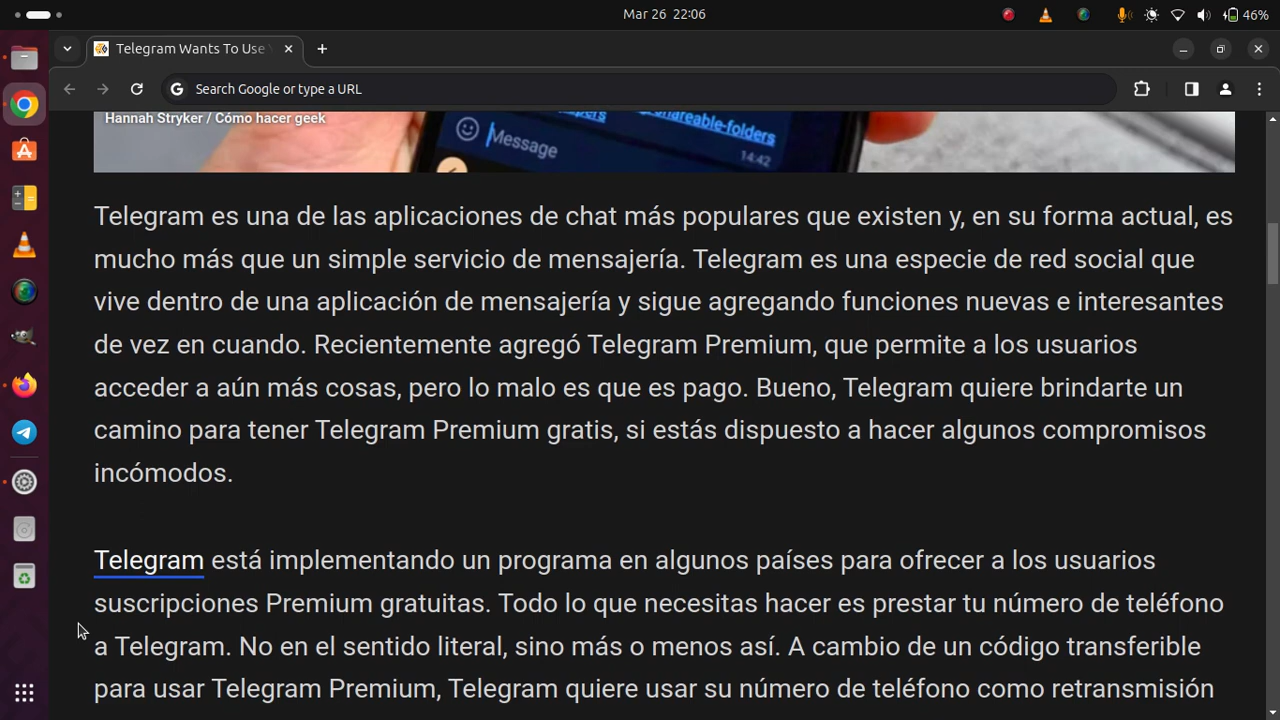 Mar 26 22:06
46%
Telegram Wants To Use
Search Google or type a URL
Hannah Stryker / Cómo hacer geek
shareable-folders
Message
14:42
Telegram es una de las aplicaciones de chat más populares que existen y, en su forma actual, es
mucho más que un simple servicio de mensajería. Telegram es una especie de red social que
vive dentro de una aplicación de mensajería y sigue agregando funciones nuevas e interesantes
de vez en cuando. Recientemente agregó Telegram Premium, que permite a los usuarios
acceder a aún más cosas, pero lo malo es que es pago. Bueno, Telegram quiere brindarte un
camino para tener Telegram Premium gratis, si estás dispuesto a hacer algunos compromisos
incómodos.
Telegram está implementando un programa en algunos países para ofrecer a los usuarios
suscripciones Premium gratuitas. Todo lo que necesitas hacer es prestar tu número de teléfono
a Telegram. No en el sentido literal, sino más o menos así. A cambio de un código transferible
para usar Telegram Premium, Telegram quiere usar su número de teléfono como retransmisión